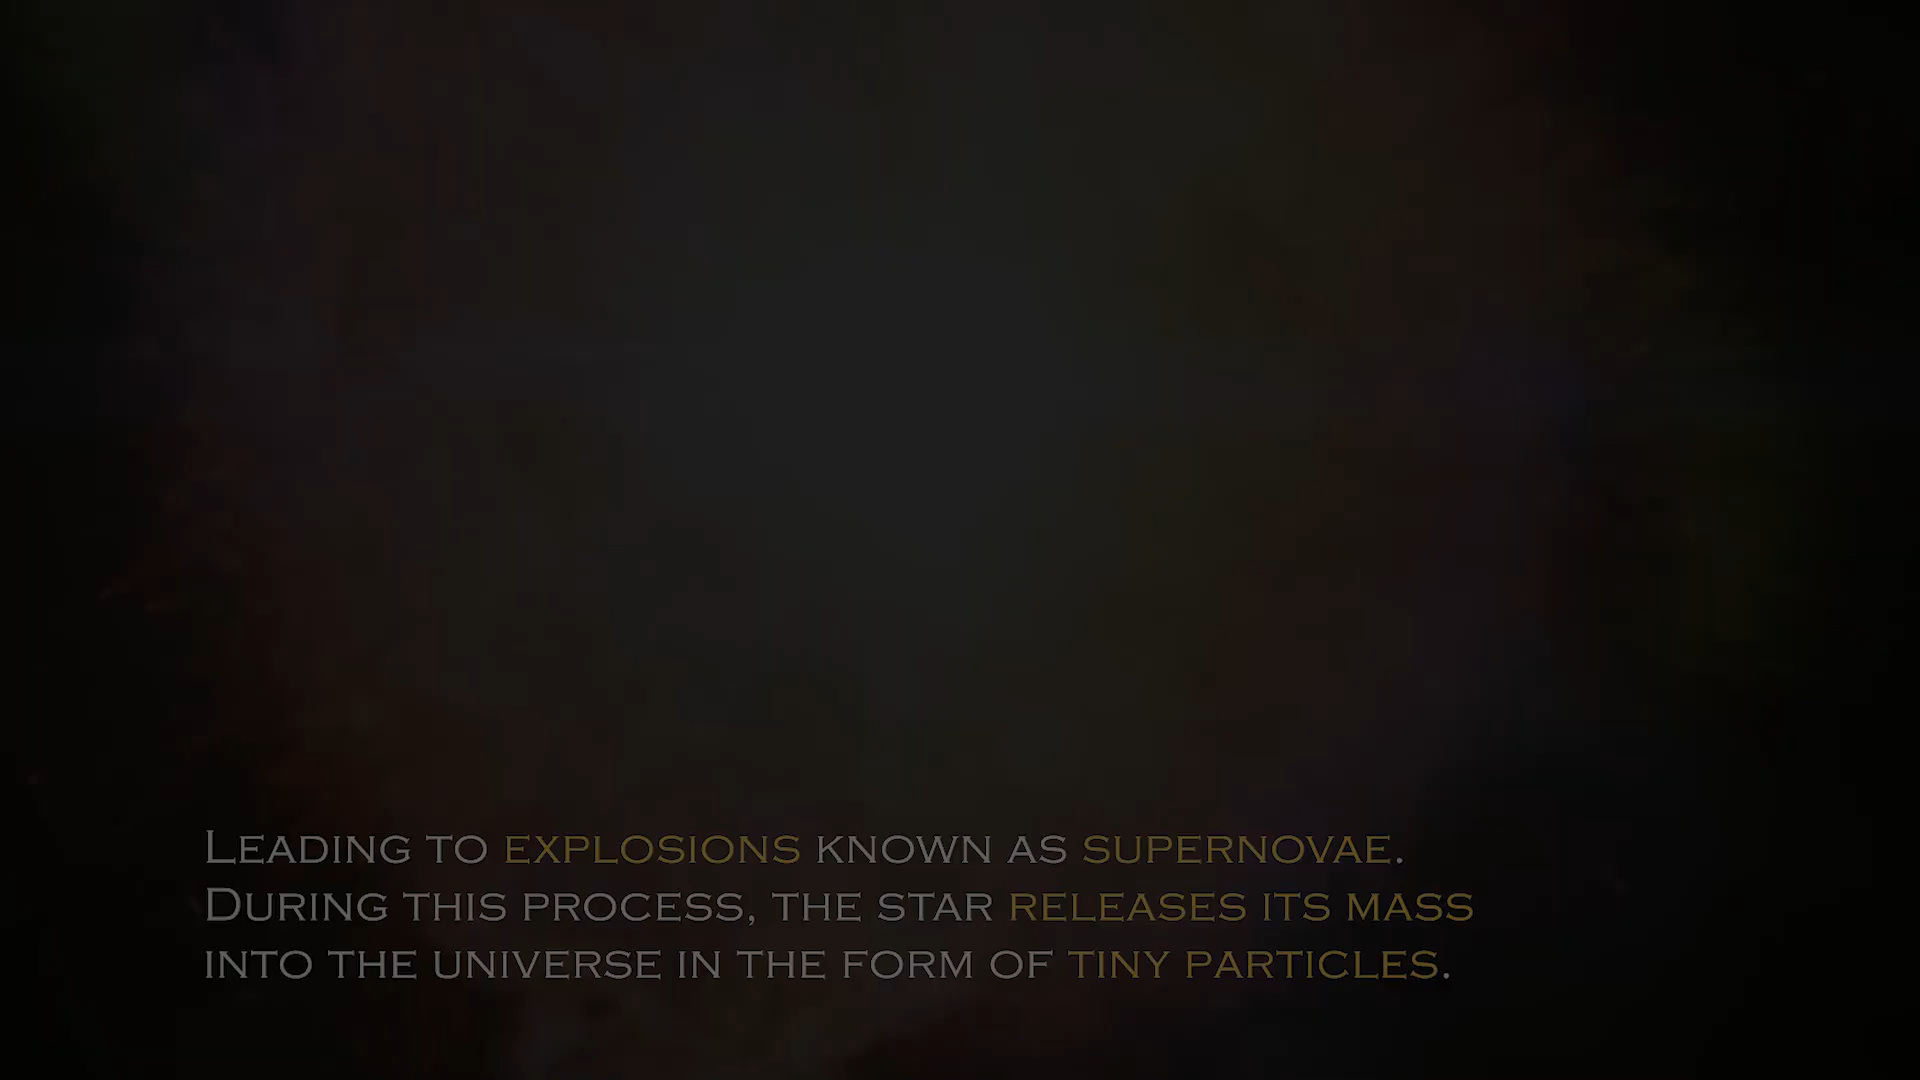 Leading to explosions known as supernovae.
During this process, the star releases its mass
into the universe in the form of tiny particles.